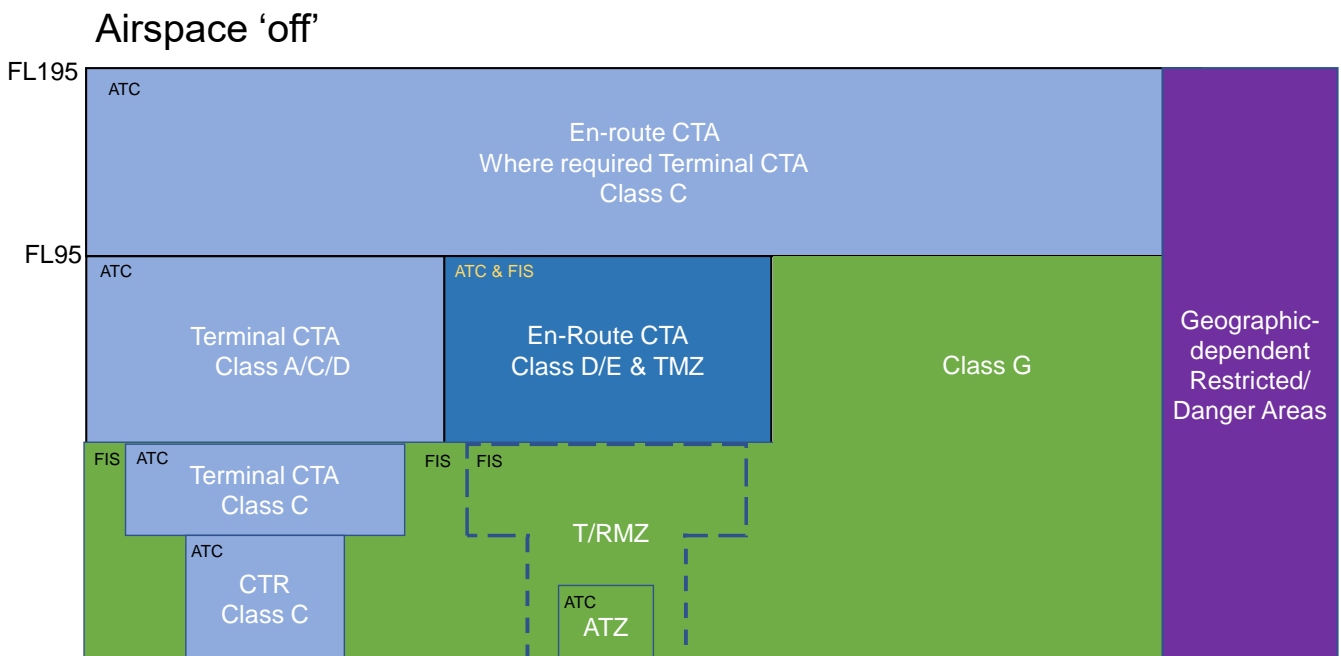 Airspace ‘off’
FL195
ATC
En-route CTA
Where required Terminal CTA
Class C
FL95
ATC
Terminal CTA
Class A/C/D
ATC & FIS
En-Route CTA
Class D/E & TMZ
Class G
Geographic-
dependent
Restricted/
Danger Areas
FIS
ATC
Terminal CTA
Class C
FIS
FIS
T/RMZ
ATC
CTR
Class C
ATC
ATZ